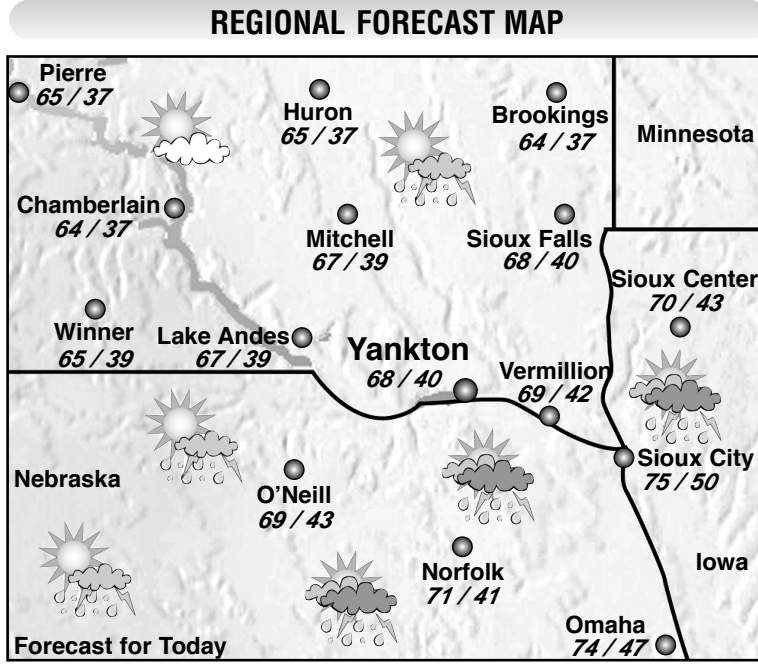 REGIONAL FORECAST MAP
Pierre
65 / 37
Huron
65 / 37
Brookings
64 / 37
Minnesota
Chamberlain
64 / 37
Mitchell
67 / 39
Sioux Falls
68 / 40
Sioux Center
70 / 43
Winner
65 / 39
Lake Andes
67 / 39
Yankton
68 / 40
Vermillion
69 / 42
Nebraska
O'Neill
69 / 43
Sioux City
75 / 50
Norfolk
71 / 41
Iowa
Omaha
74 / 47
Forecast for Today